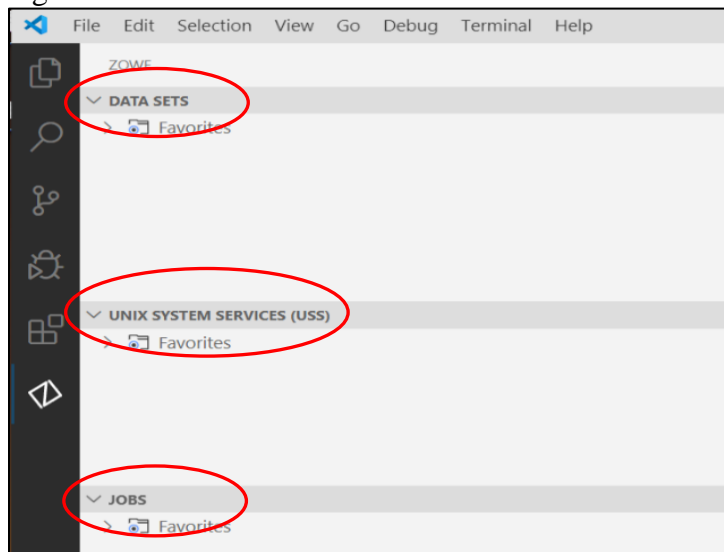 File Edit Selection View Go Debug Terminal Help
ZOWE
DATA SETS
Favorites
UNIX SYSTEM SERVICES (USS)
Favorites
JOBS
Favorites